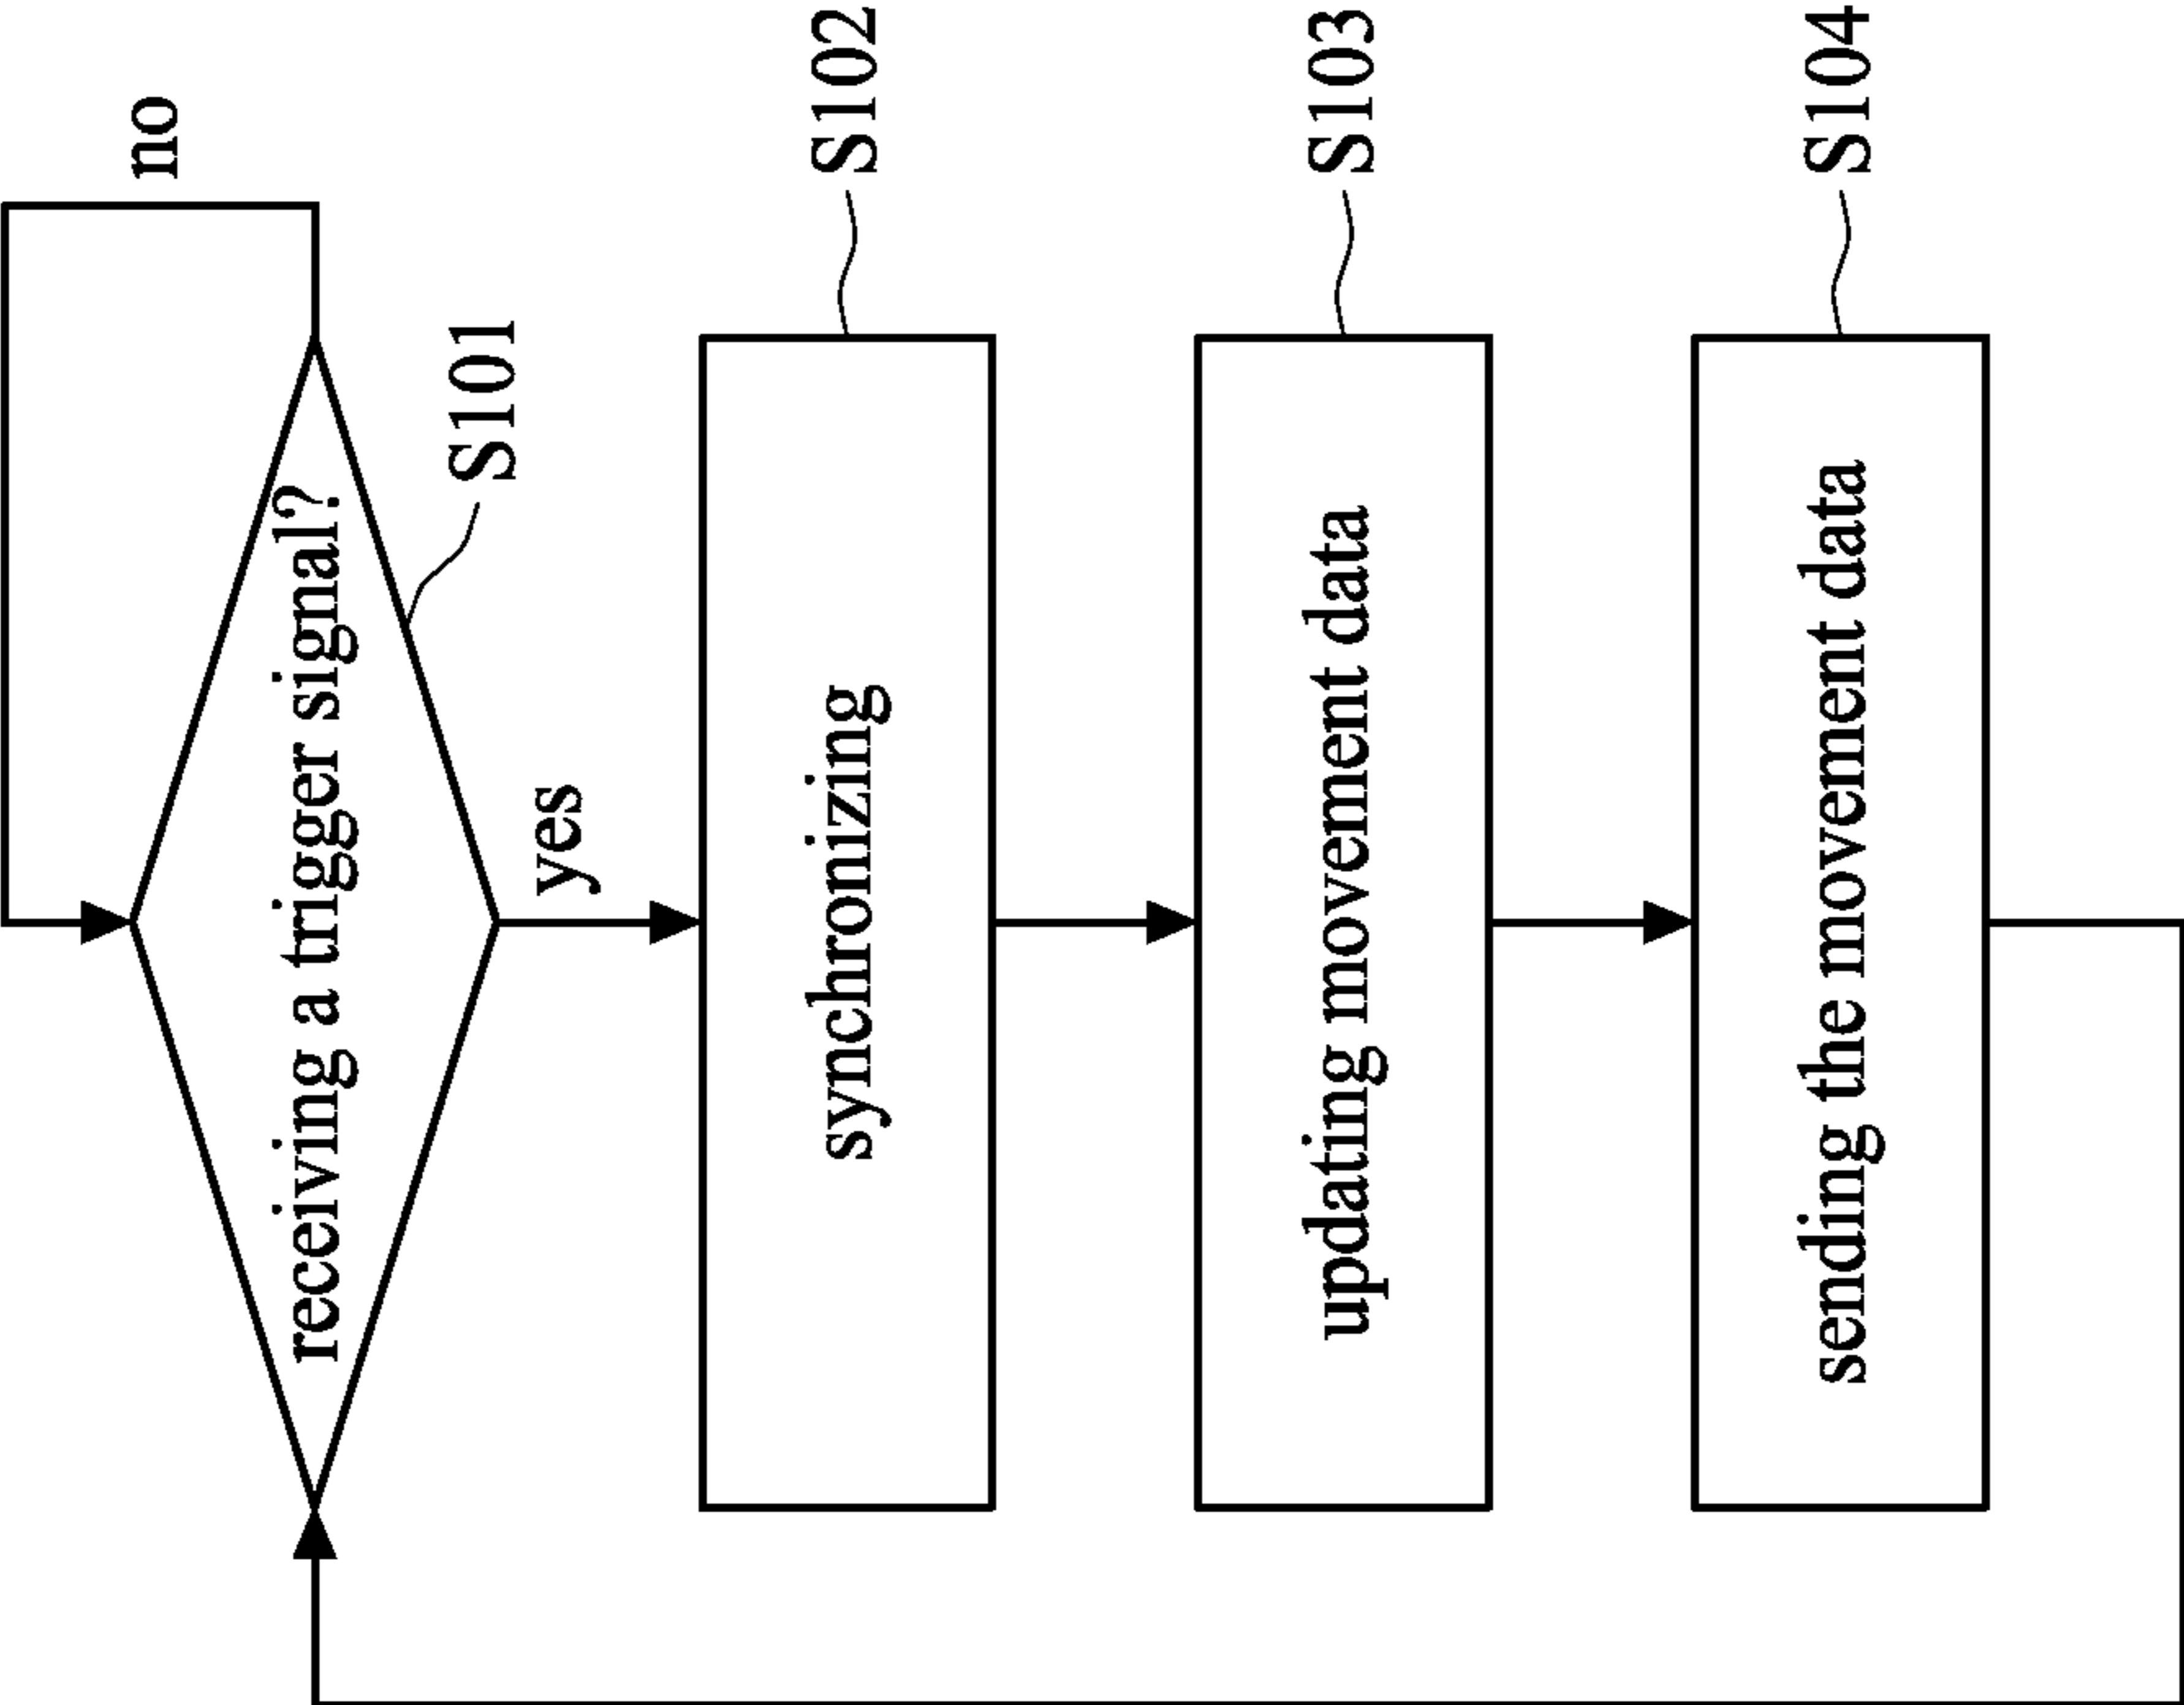 no
receiving a trigger signal?
S101
yes
synchronizing
S102
updating movement data
S103
sending the movement data
S104